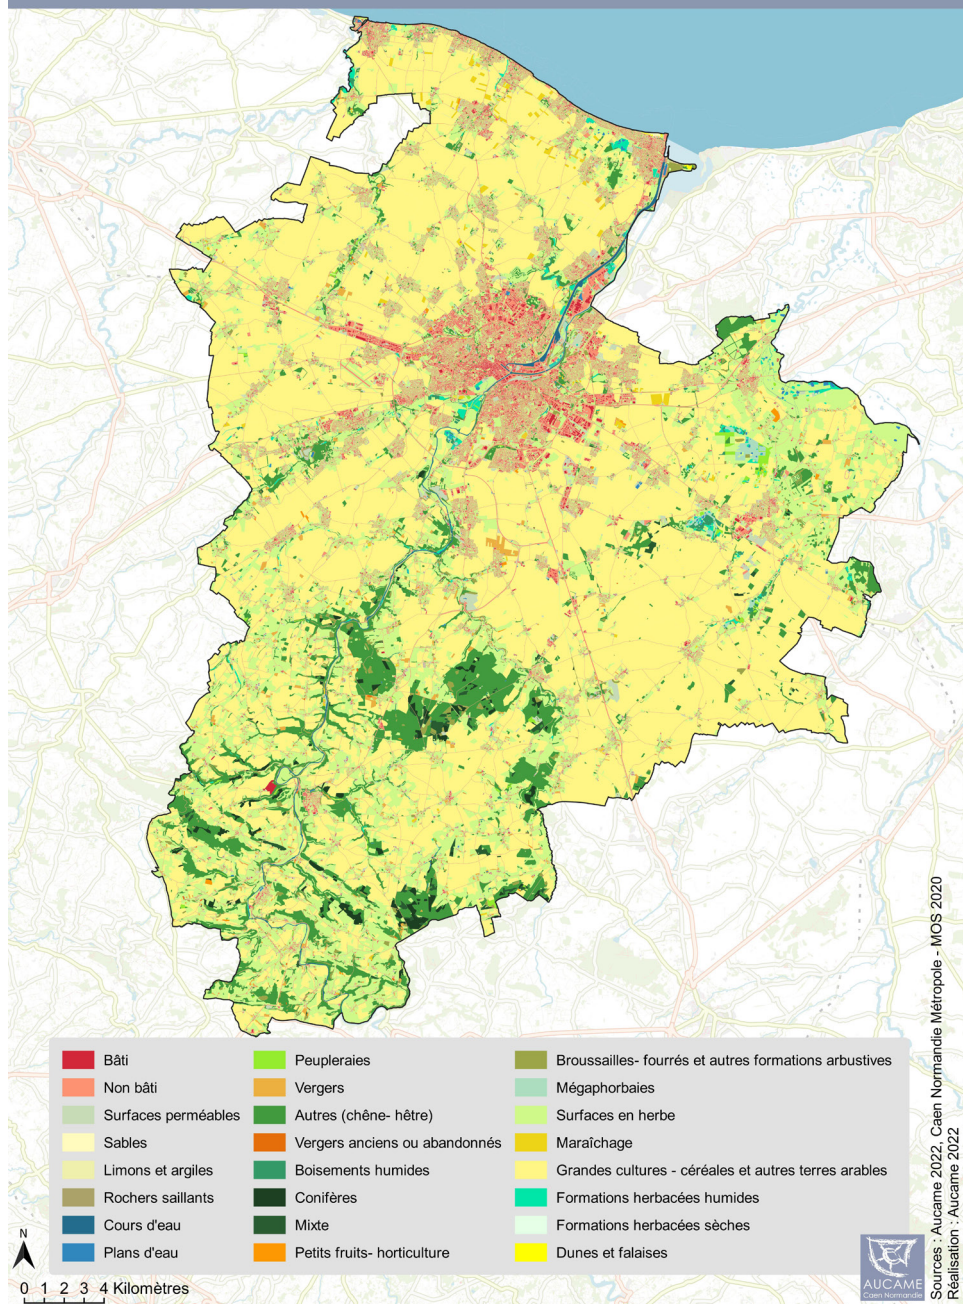 Bâti
Non bâti
Surfaces perméables
Sables
Limons et argiles
Rochers saillants
Cours d'eau
Plans d'eau
Peupleraies
Vergers
Autres (chêne- hêtre)
Vergers anciens ou abandonnés
Boisements humides
Conifères
Mixte
Petits fruits- horticulture
Broussailles- fourrés et autres formations arbustives
Mégaphorbaies
Surfaces en herbe
Maraîchage
Grandes cultures - céréales et autres terres arables
Formations herbacées humides
Formations herbacées sèches
Dunes et falaises
N
0 1 2 3 4 Kilomètres
AUCAME
Caen Normandie
Sources : Aucame 2022, Caen Normandie Métropole - MOS 2020
Réalisation : Aucame 2022